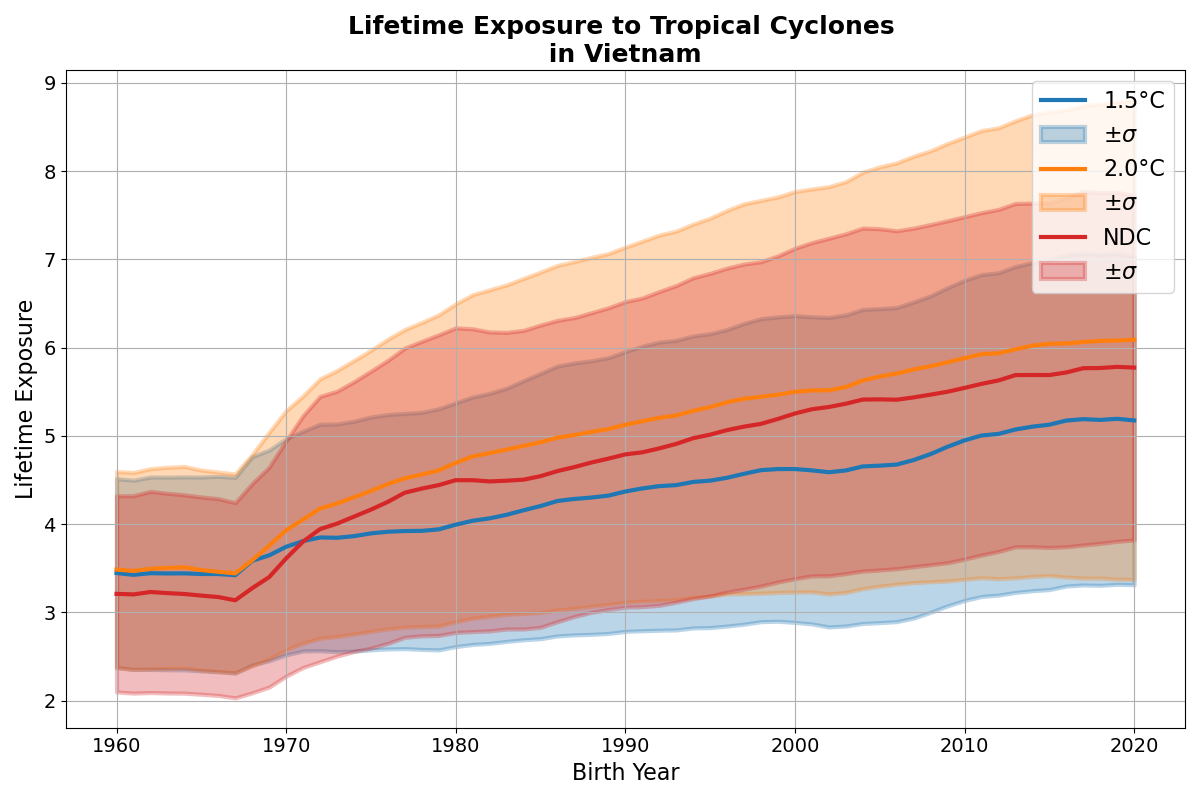 Lifetime Exposure to Tropical Cyclones
in Vietnam
9
8
7
6
5
4
3
2
Lifetime Exposure
1.5°C
±σ
2.0°C
±σ
NDC
±σ
1960 1970 1980 1990 2000 2010 2020
Birth Year